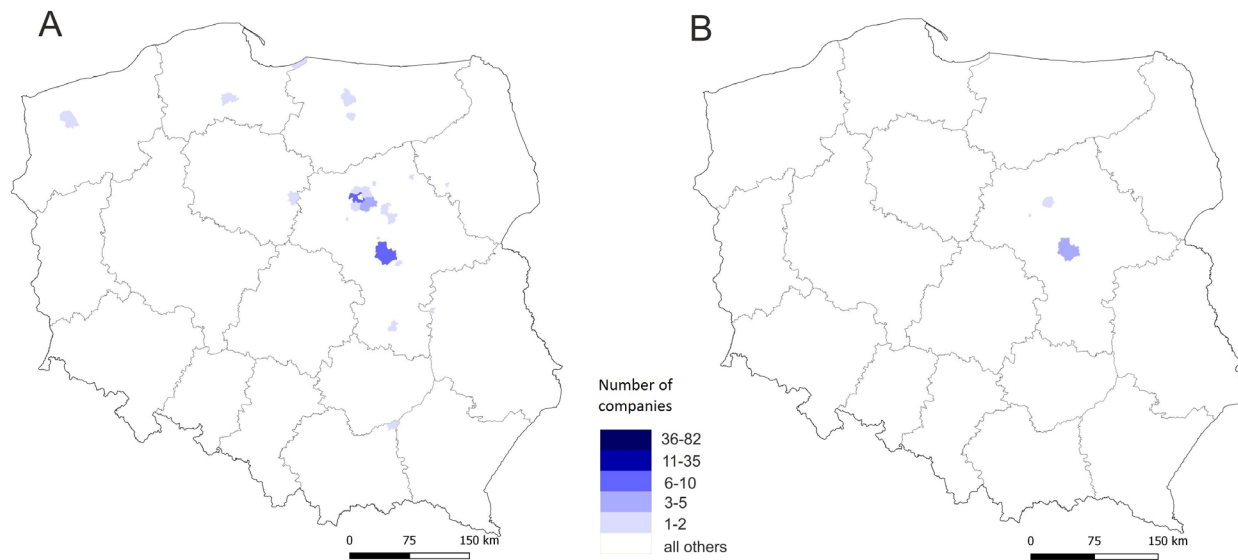 A
B
Number of
companies
36-82
11-35
6-10
3-5
1-2
all others
0 75 150 km
0 75 150 km